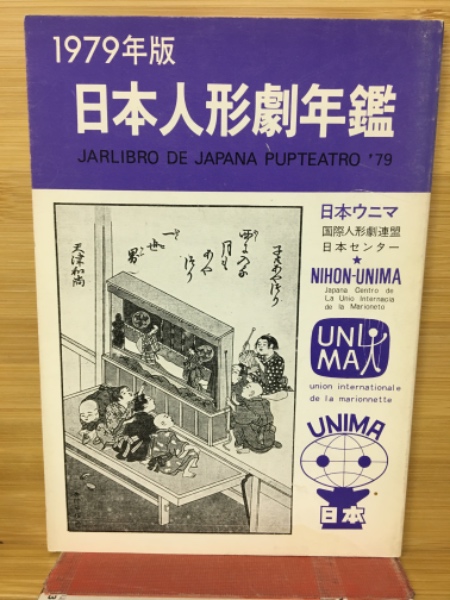 1979年版
日本人形劇年鑑
JARLIBRO DE JAPANA PUPTEATRO '79
日本ウニマ
国際人形劇連盟
日本センター
★
NIHON-UNIMA
Japana Centro de
La Unio Internacia
de la Marioneto
UNI
MA
union internationale
de la marionnette
UNIMA
日本
天津和尚